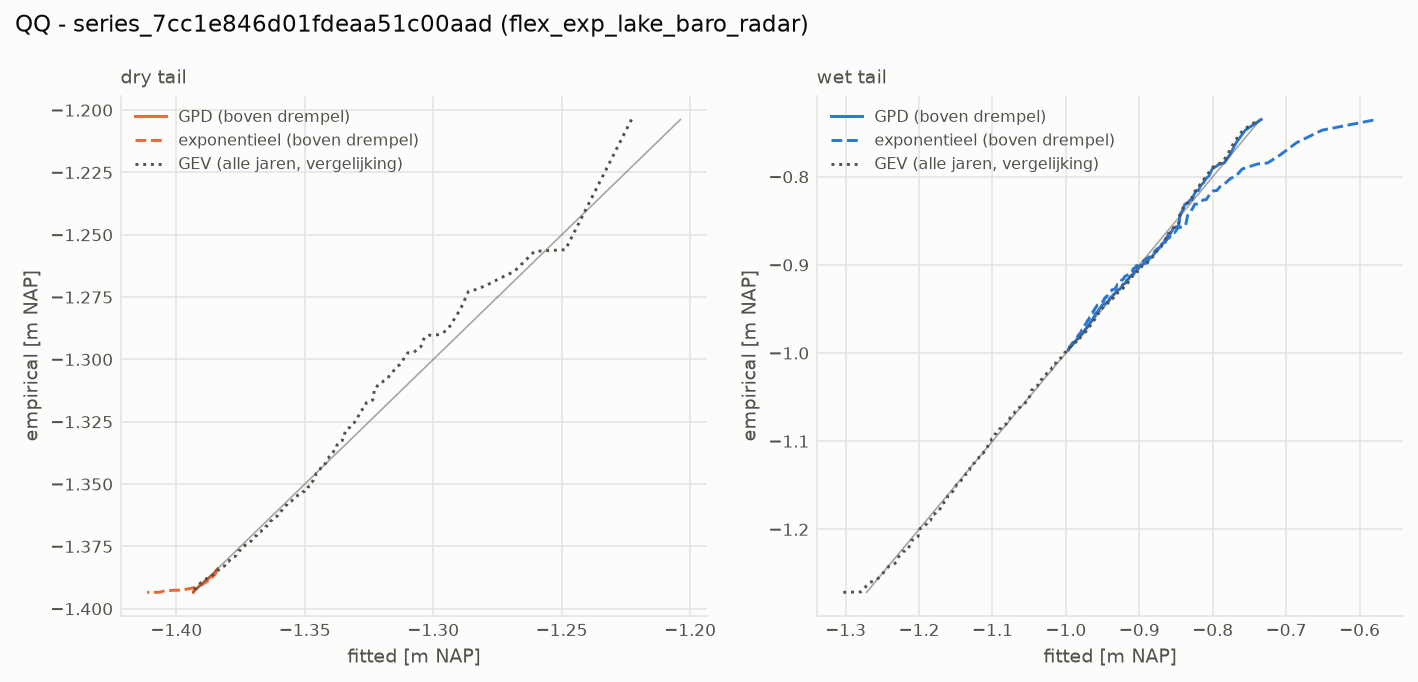 QQ - series_7cc1e846d01fdeaa51c00aad (flex_exp_lake_baro_radar)
dry tail
GPD (boven drempel)
exponentieel (boven drempel)
GEV (alle jaren, vergelijking)
−1.200
−1.225
−1.250
−1.275
−1.300
−1.325
−1.350
−1.375
−1.400
empirical [m NAP]
−1.40
−1.35
−1.30
−1.25
−1.20
fitted [m NAP]
wet tail
GPD (boven drempel)
exponentieel (boven drempel)
GEV (alle jaren, vergelijking)
−0.8
−0.9
−1.0
−1.1
−1.2
empirical [m NAP]
−1.3
−1.2
−1.1
−1.0
−0.9
−0.8
−0.7
−0.6
fitted [m NAP]